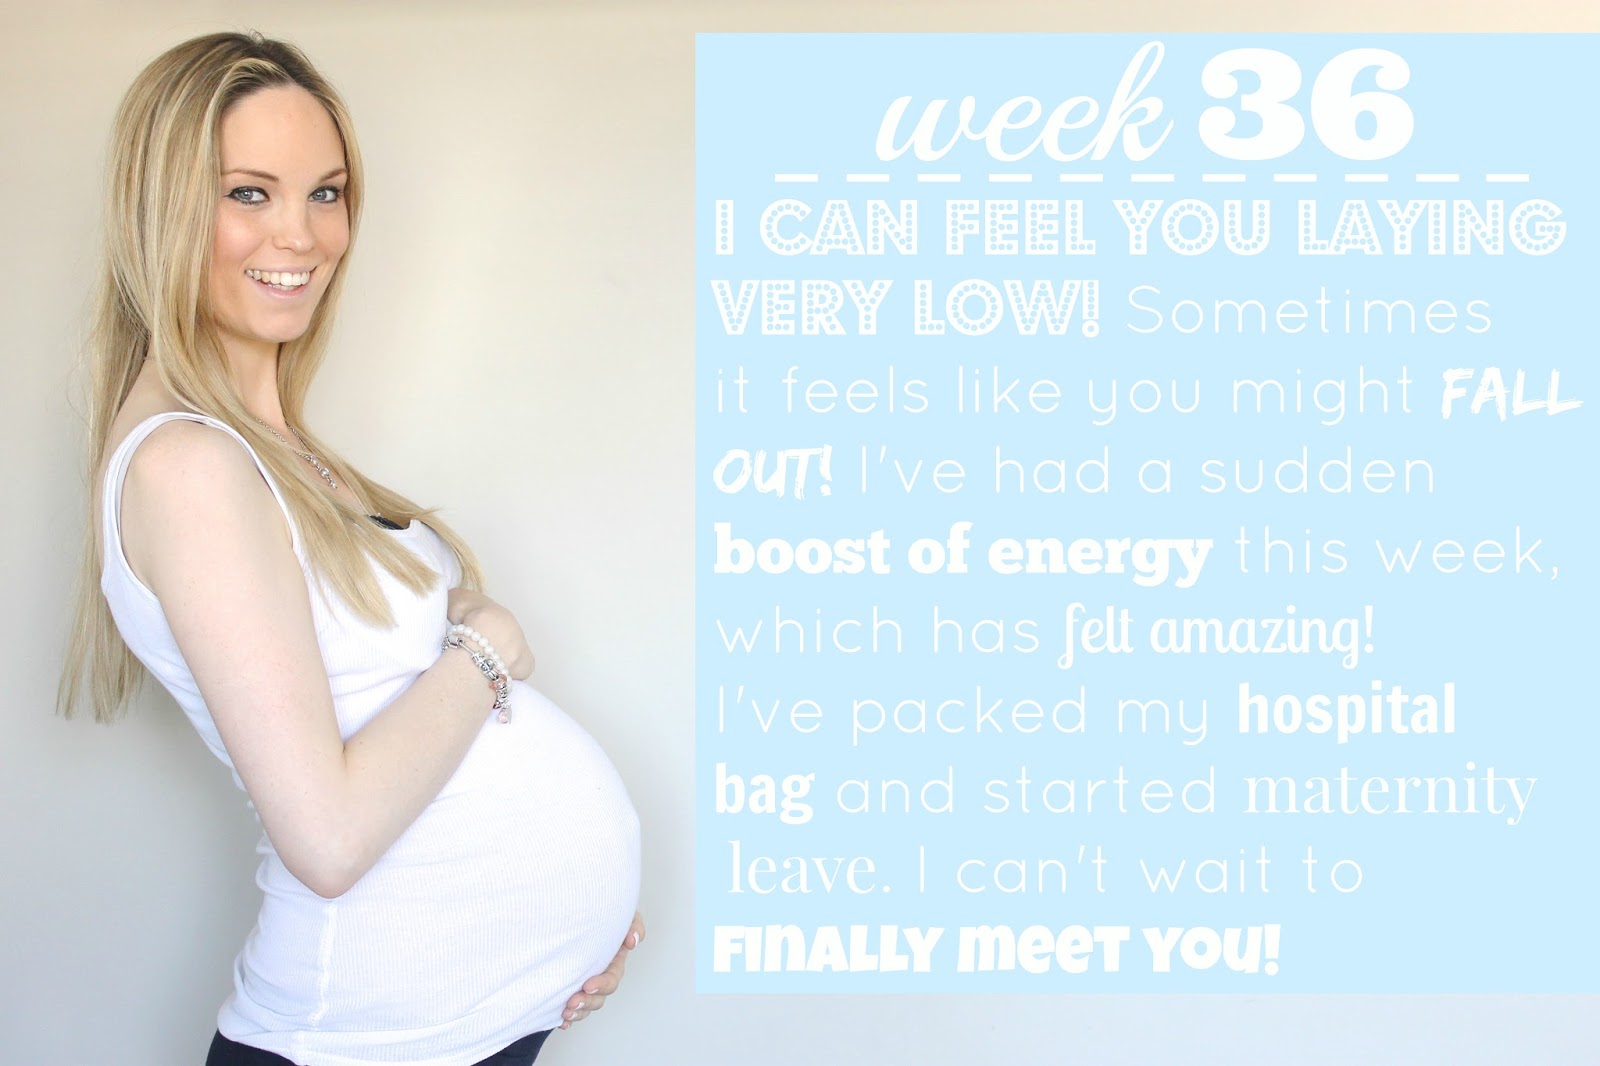 week 36
I CAN FEEL YOU LAYING
VERY LOW! Sometimes
it feels like you might FALL
OUT! I've had a sudden
boost of energy this week,
which has felt amazing!
I've packed my hospital
bag and started maternity
leave. I can't wait to
FINALLY MEET YOU!